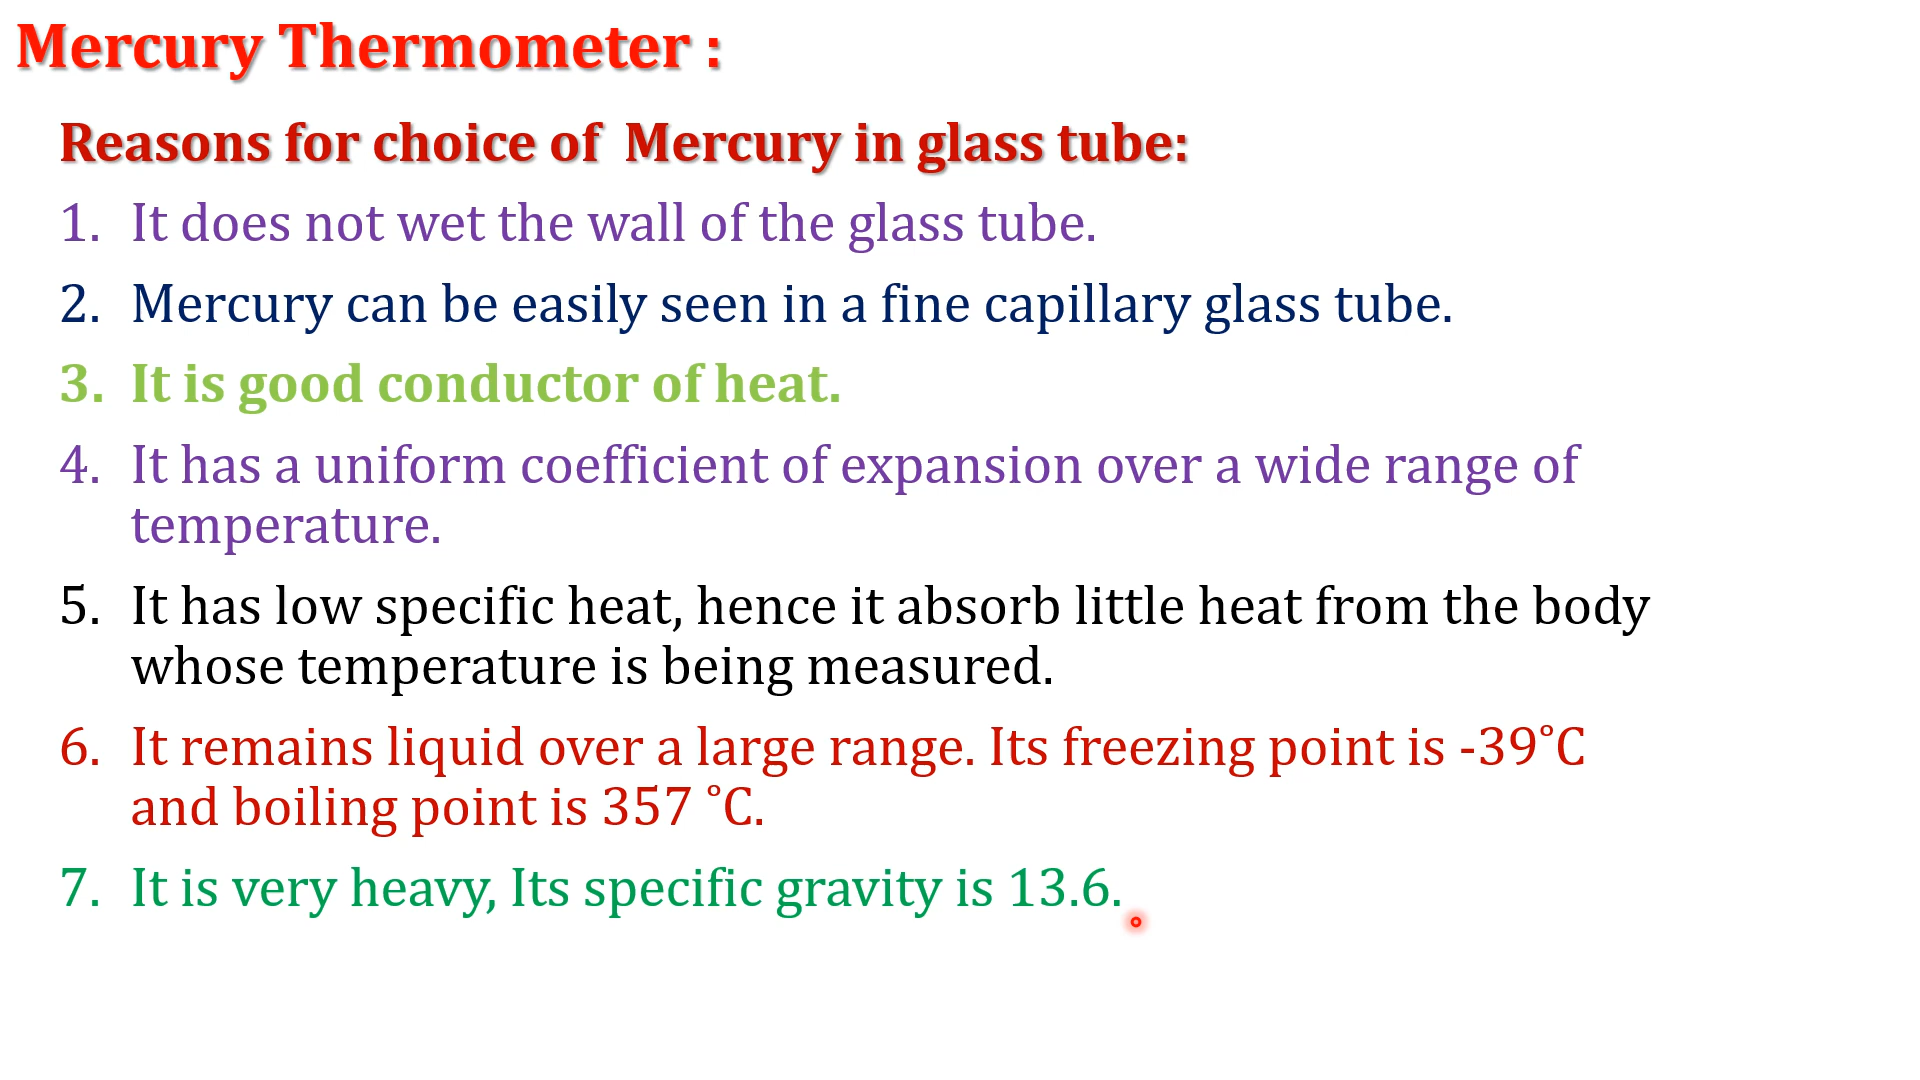 Mercury Thermometer :
Reasons for choice of Mercury in glass tube:
1. It does not wet the wall of the glass tube.
2. Mercury can be easily seen in a fine capillary glass tube.
3. It is good conductor of heat.
4. It has a uniform coefficient of expansion over a wide range of
temperature.
5. It has low specific heat, hence it absorb little heat from the body
whose temperature is being measured.
6. It remains liquid over a large range. Its freezing point is -39˚C
and boiling point is 357 ˚C.
7. It is very heavy, Its specific gravity is 13.6.